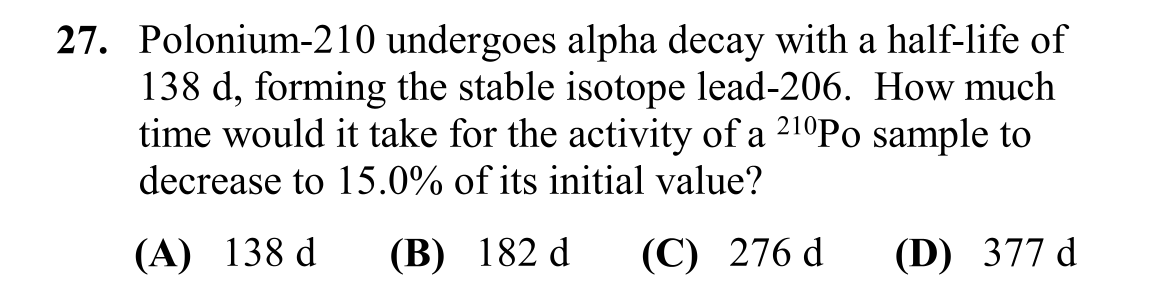 27. Polonium-210 undergoes alpha decay with a half-life of
138 d, forming the stable isotope lead-206. How much
time would it take for the activity of a ²¹⁰Po sample to
decrease to 15.0% of its initial value?
(A) 138 d (B) 182 d (C) 276 d (D) 377 d